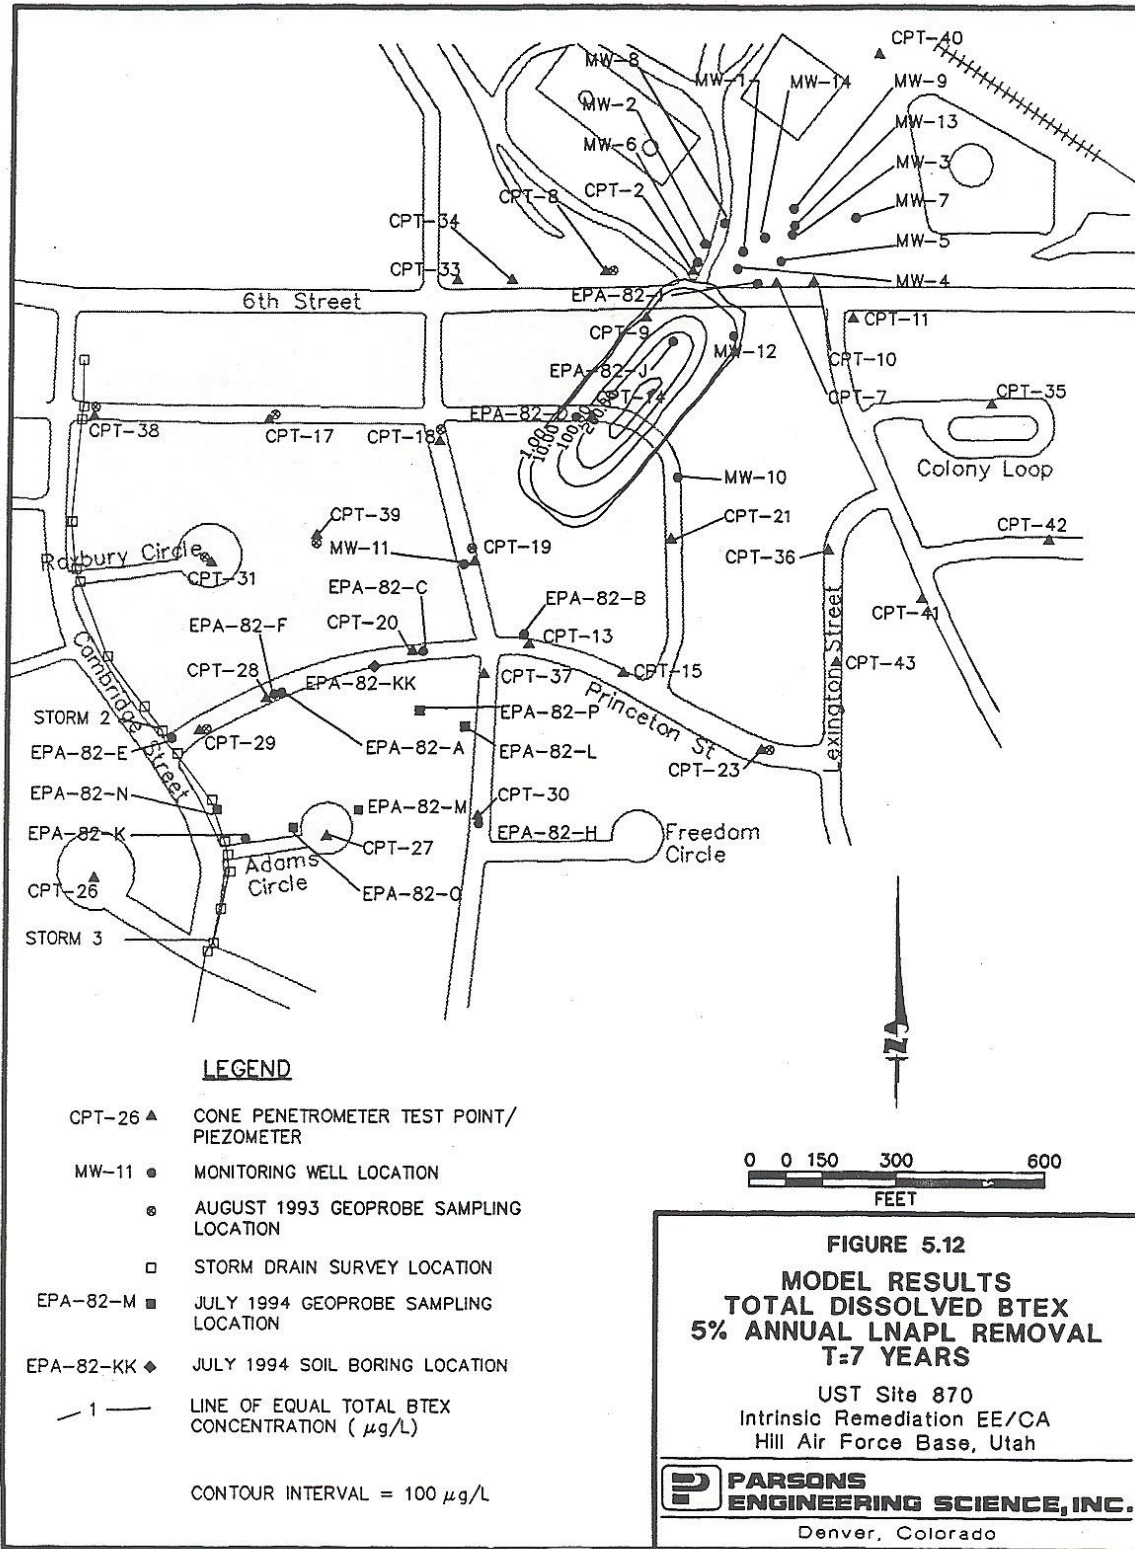 CPT-40
MW-8
MW-1
MW-14
MW-9
MW-2
MW-13
MW-6
MW-3
CPT-2
MW-7
CPT-8
CPT-34
MW-5
CPT-33
MW-4
6th Street
EPA-82-I
CPT-9
CPT-11
MW-12
CPT-10
EPA-82-J
CPT-7
CPT-14
CPT-35
EPA-82-D
1.00
10.00
100.0
200.0
CPT-38
CPT-17
CPT-18
Colony Loop
MW-10
CPT-39
CPT-21
CPT-42
MW-11
CPT-19
CPT-36
Roxbury Circle
CPT-31
EPA-82-C
EPA-82-B
CPT-41
EPA-82-F
CPT-20
CPT-13
CPT-28
CPT-43
EPA-82-KK
CPT-37
CPT-15
Cambridge Street
Princeton St
Lexington Street
STORM 2
EPA-82-P
EPA-82-E
CPT-29
EPA-82-A
EPA-82-L
CPT-23
EPA-82-N
EPA-82-M
CPT-30
EPA-82-K
EPA-82-H
Freedom
Circle
CPT-27
Adams
Circle
CPT-26
EPA-82-O
STORM 3
N
LEGEND
CPT-26 CONE PENETROMETER TEST POINT/
PIEZOMETER
MW-11 MONITORING WELL LOCATION
AUGUST 1993 GEOPROBE SAMPLING
LOCATION
STORM DRAIN SURVEY LOCATION
EPA-82-M JULY 1994 GEOPROBE SAMPLING
LOCATION
EPA-82-KK JULY 1994 SOIL BORING LOCATION
1 LINE OF EQUAL TOTAL BTEX
CONCENTRATION ( µg/L)
CONTOUR INTERVAL = 100 µg/L
0 0 150 300 600
FEET
FIGURE 5.12
MODEL RESULTS
TOTAL DISSOLVED BTEX
5% ANNUAL LNAPL REMOVAL
T=7 YEARS
UST Site 870
Intrinsic Remediation EE/CA
Hill Air Force Base, Utah
PARSONS
ENGINEERING SCIENCE, INC.
Denver, Colorado